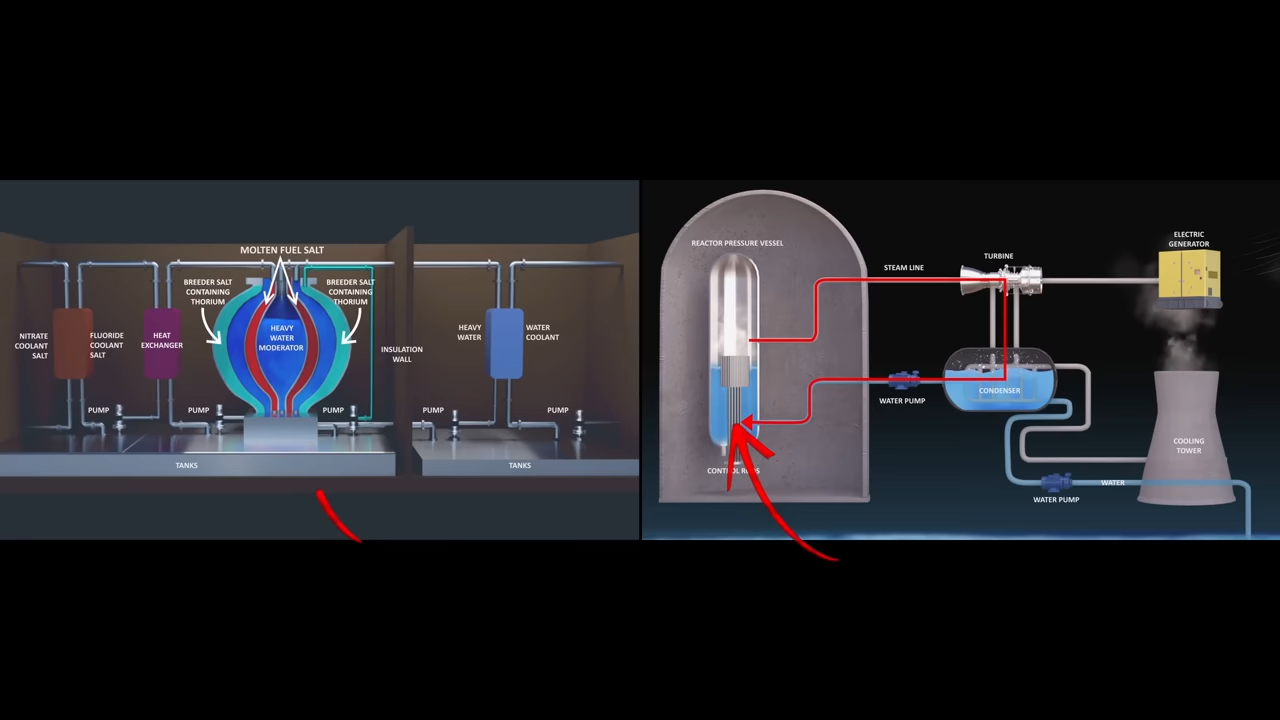 MOLTEN FUEL SALT
BREEDER SALT
CONTAINING
THORIUM
BREEDER SALT
CONTAINING
THORIUM
NITRATE
COOLANT
SALT
FLUORIDE
COOLANT
SALT
HEAT
EXCHANGER
HEAVY
WATER
MODERATOR
INSULATION
WALL
HEAVY
WATER
WATER
COOLANT
PUMP
PUMP
PUMP
PUMP
PUMP
TANKS
TANKS
REACTOR PRESSURE VESSEL
STEAM LINE
TURBINE
ELECTRIC
GENERATOR
WATER PUMP
CONDENSER
COOLING
TOWER
CONTROL RODS
WATER
WATER PUMP